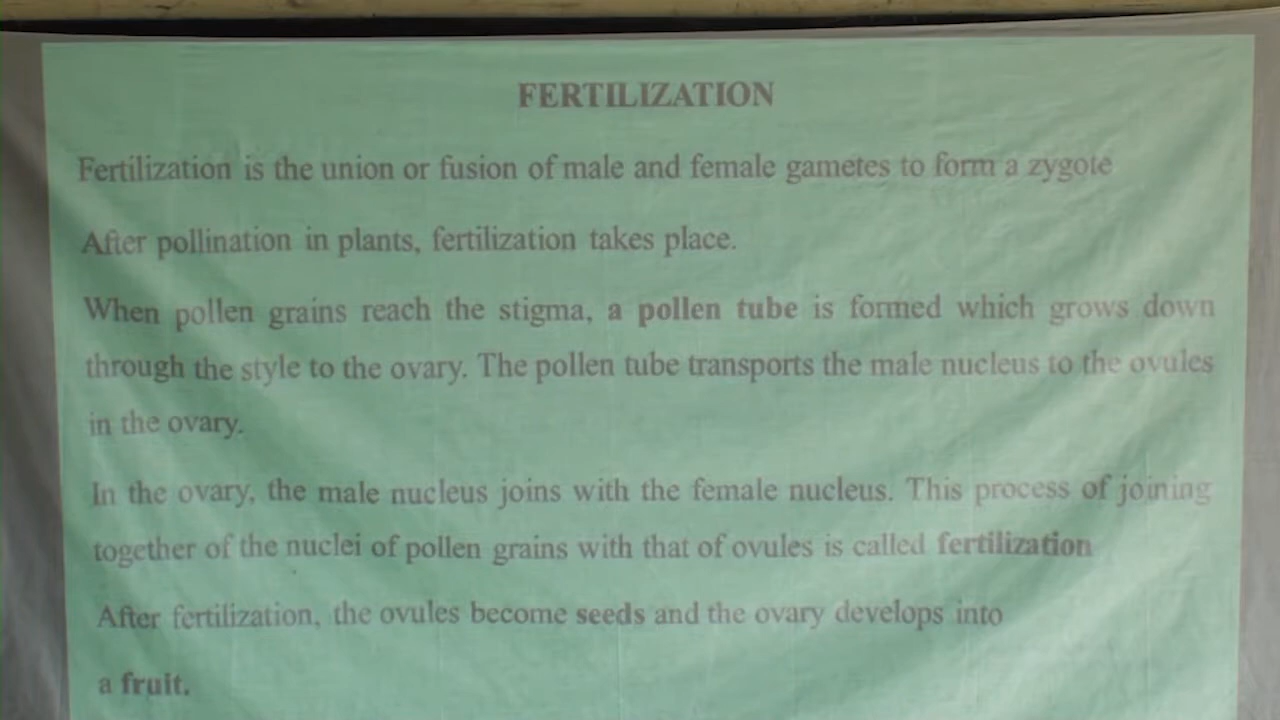 FERTILIZATION
Fertilization is the union or fusion of male and female gametes to form a zygote
After pollination in plants, fertilization takes place.
When pollen grains reach the stigma, a pollen tube is formed which grows down
through the style to the ovary. The pollen tube transports the male nucleus to the ovules
in the ovary.
In the ovary, the male nucleus joins with the female nucleus. This process of joining
together of the nuclei of pollen grains with that of ovules is called fertilization
After fertilization, the ovules become seeds and the ovary develops into
a fruit.